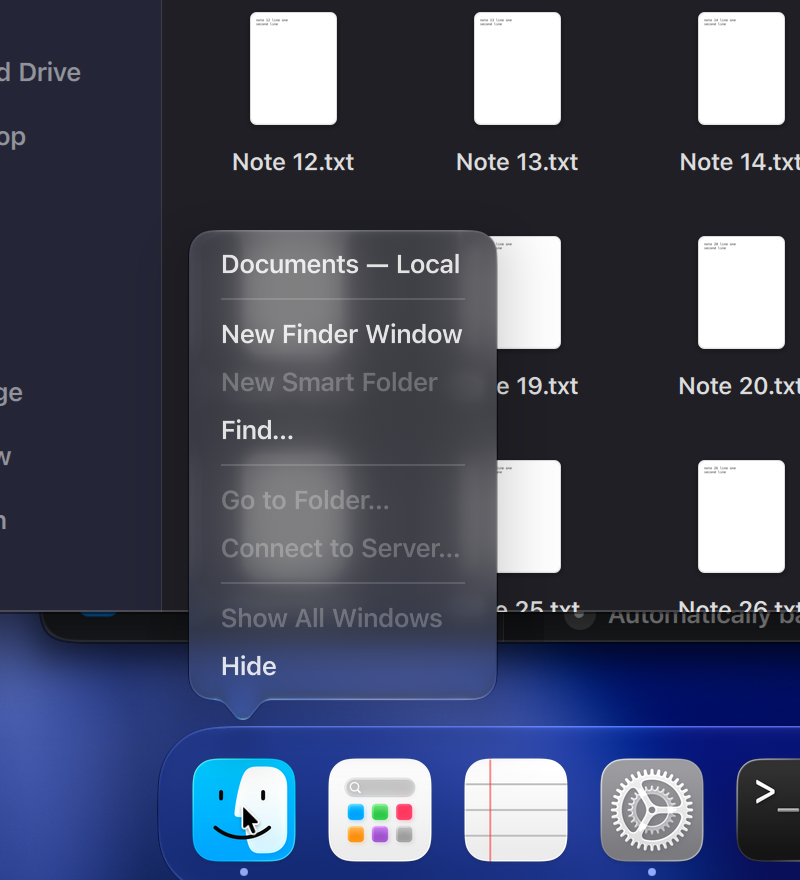 d Drive
op
ge
w
Note 12.txt
Note 13.txt
Note 14.txt
e 19.txt
Note 20.txt
e 25.txt
Note 26.txt
Documents — Local
New Finder Window
New Smart Folder
Find...
Go to Folder...
Connect to Server...
Show All Windows
Hide
Automatically ba
>_